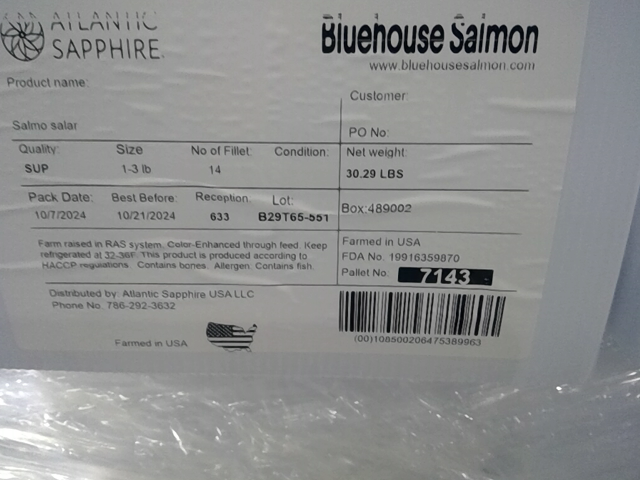 ATLANTIC
SAPPHIRE.
Bluehouse Salmon
www.bluehousesalmon.com
Product name:
Customer:
Salmo salar
PO No:
Quality: Size No of Fillet: Condition: Net weight:
SUP 1-3 lb 14 30.29 LBS
Pack Date: Best Before: Reception Lot:
10/7/2024 10/21/2024 633 B29T65-551 Box:489002
Farm raised in RAS system. Color-Enhanced through feed. Keep
refrigerated at 32-36F. This product is produced according to
HACCP regulations. Contains bones. Allergen: Contains fish.
Farmed in USA
FDA No. 19916359870
Pallet No: 7143
Distributed by: Atlantic Sapphire USA LLC
Phone No. 786-292-3632
Farmed in USA
(00)108500206475389963